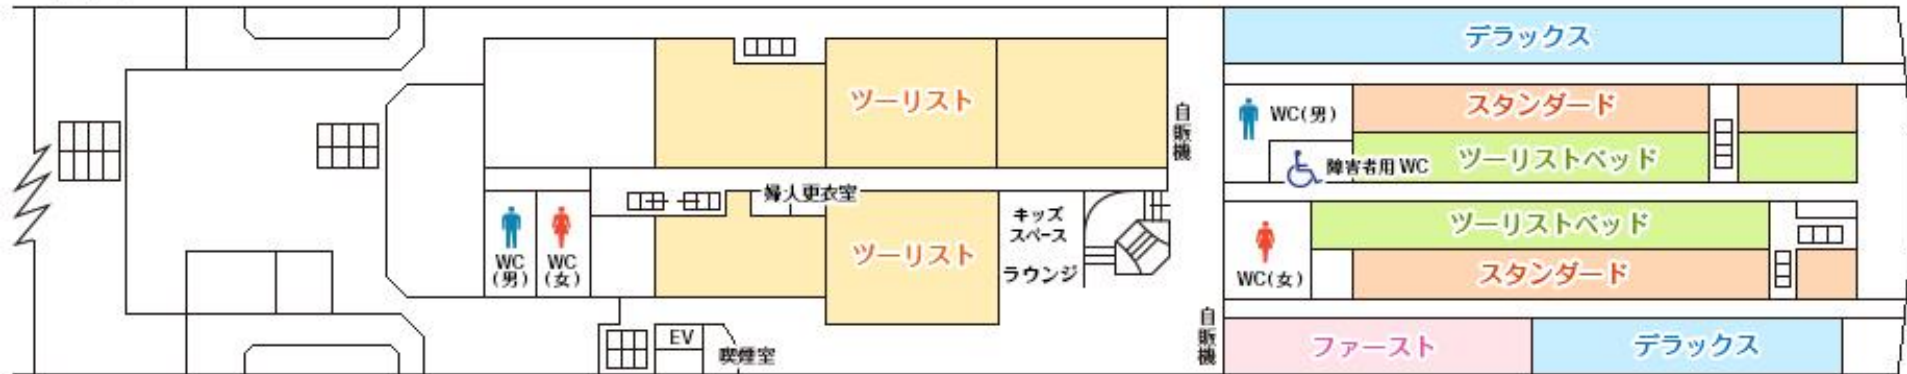 デラックス
ツーリスト
自販機
WC(男)
スタンダード
障害者用 WC
ツーリストベッド
婦人更衣室
WC
(男)
WC
(女)
ツーリスト
キッズ
スペース
ラウンジ
WC(女)
ツーリストベッド
スタンダード
EV
喫煙室
自販機
ファースト
デラックス